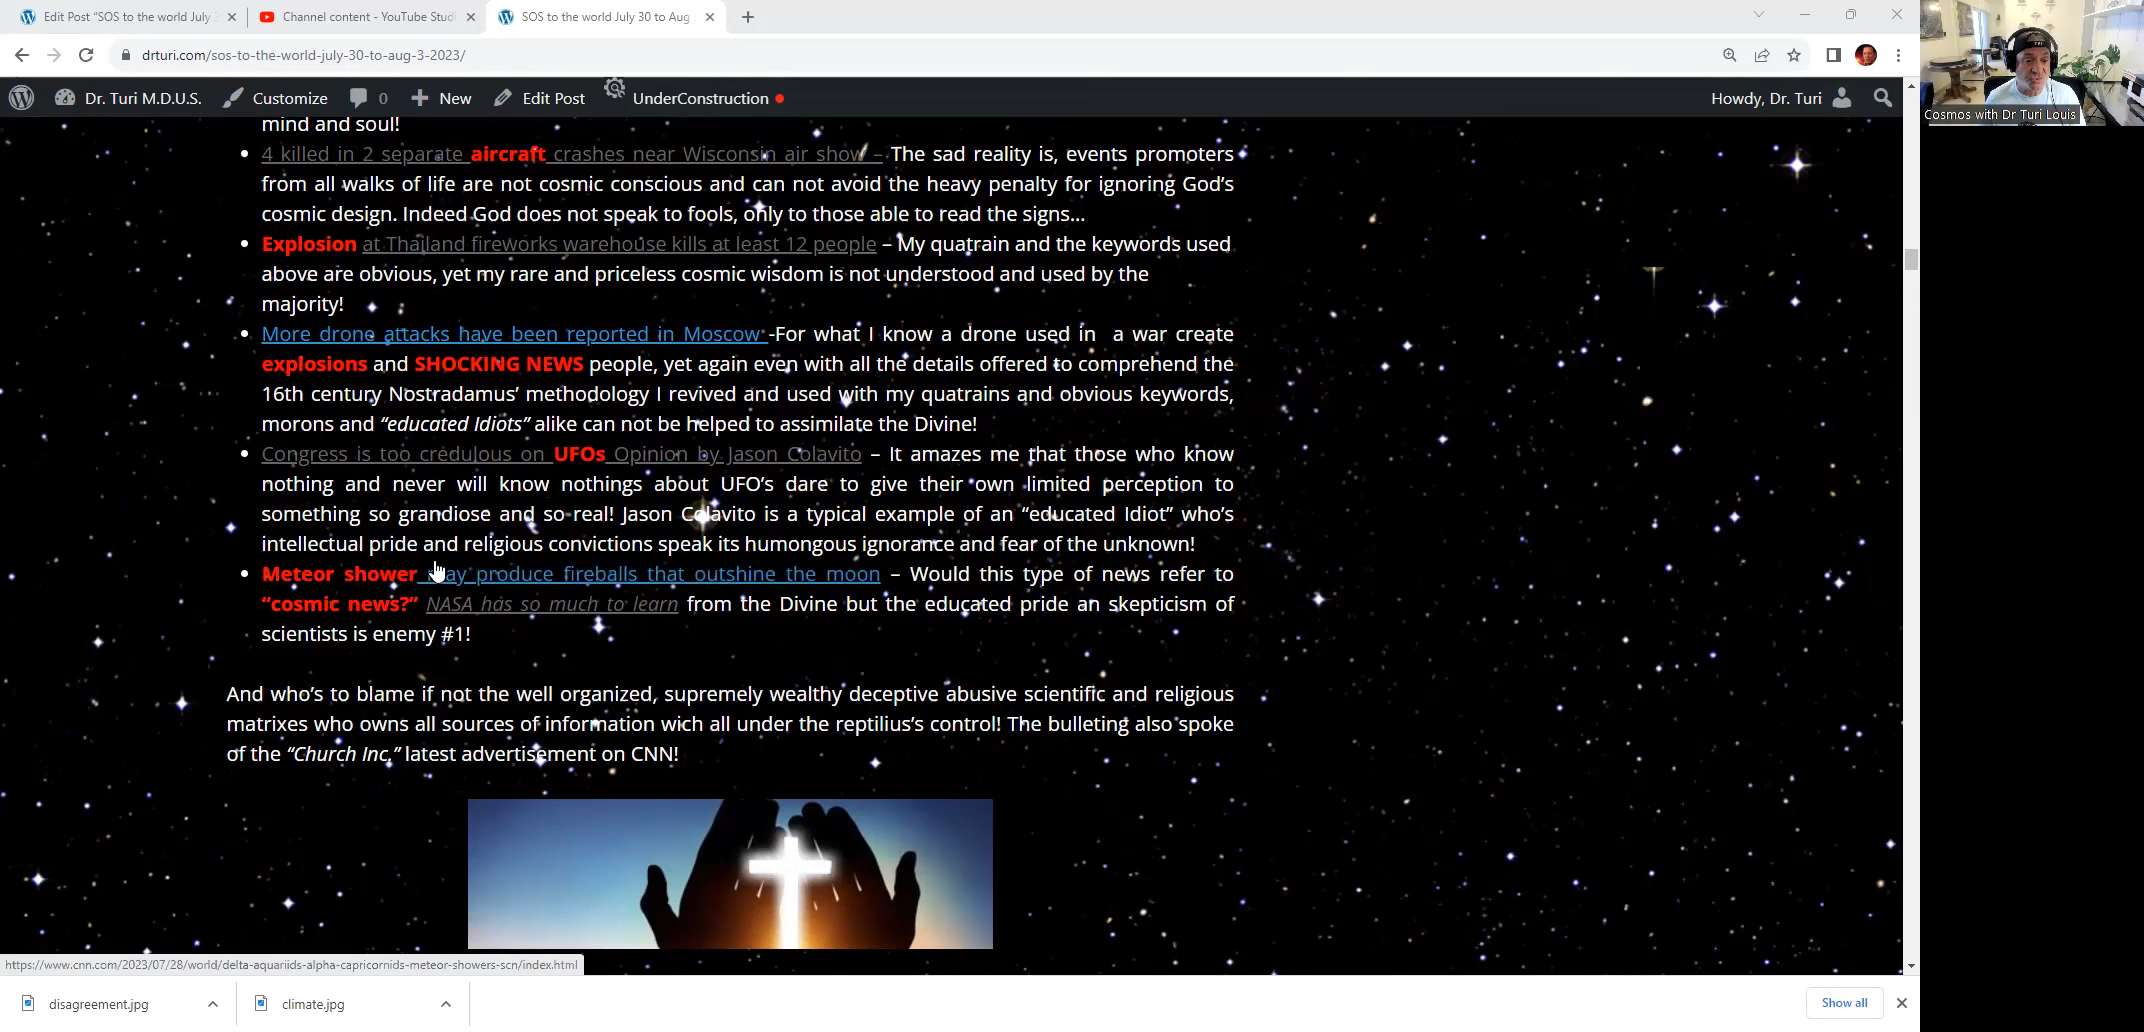 Edit Post "SOS to the world July 3
Channel content - YouTube Studi
SOS to the world July 30 to Aug
drturi.com/sos-to-the-world-july-30-to-aug-3-2023/
Dr. Turi M.D.U.S.
Customize
0
New
Edit Post
UnderConstruction
Howdy, Dr. Turi
Cosmos with Dr Turi Louis
mind and soul!
4 killed in 2 separate aircraft crashes near Wisconsin air show – The sad reality is, events promoters
from all walks of life are not cosmic conscious and can not avoid the heavy penalty for ignoring God's
cosmic design. Indeed God does not speak to fools, only to those able to read the signs...
Explosion at Thailand fireworks warehouse kills at least 12 people – My quatrain and the keywords used
above are obvious, yet my rare and priceless cosmic wisdom is not understood and used by the
majority!
More drone attacks have been reported in Moscow -For what I know a drone used in a war create
explosions and SHOCKING NEWS people, yet again even with all the details offered to comprehend the
16th century Nostradamus' methodology I revived and used with my quatrains and obvious keywords,
morons and "educated Idiots" alike can not be helped to assimilate the Divine!
Congress is too credulous on UFOs Opinion by Jason Colavito – It amazes me that those who know
nothing and never will know nothings about UFO's dare to give their own limited perception to
something so grandiose and so real! Jason Colavito is a typical example of an "educated Idiot" who's
intellectual pride and religious convictions speak its humongous ignorance and fear of the unknown!
Meteor shower may produce fireballs that outshine the moon – Would this type of news refer to
"cosmic news?" NASA has so much to learn from the Divine but the educated pride an skepticism of
scientists is enemy #1!
And who's to blame if not the well organized, supremely wealthy deceptive abusive scientific and religious
matrixes who owns all sources of information wich all under the reptilius's control! The bulleting also spoke
of the "Church Inc." latest advertisement on CNN!
https://www.cnn.com/2023/07/28/world/delta-aquariids-alpha-capricornids-meteor-showers-scn/index.html
disagreement.jpg
climate.jpg
Show all